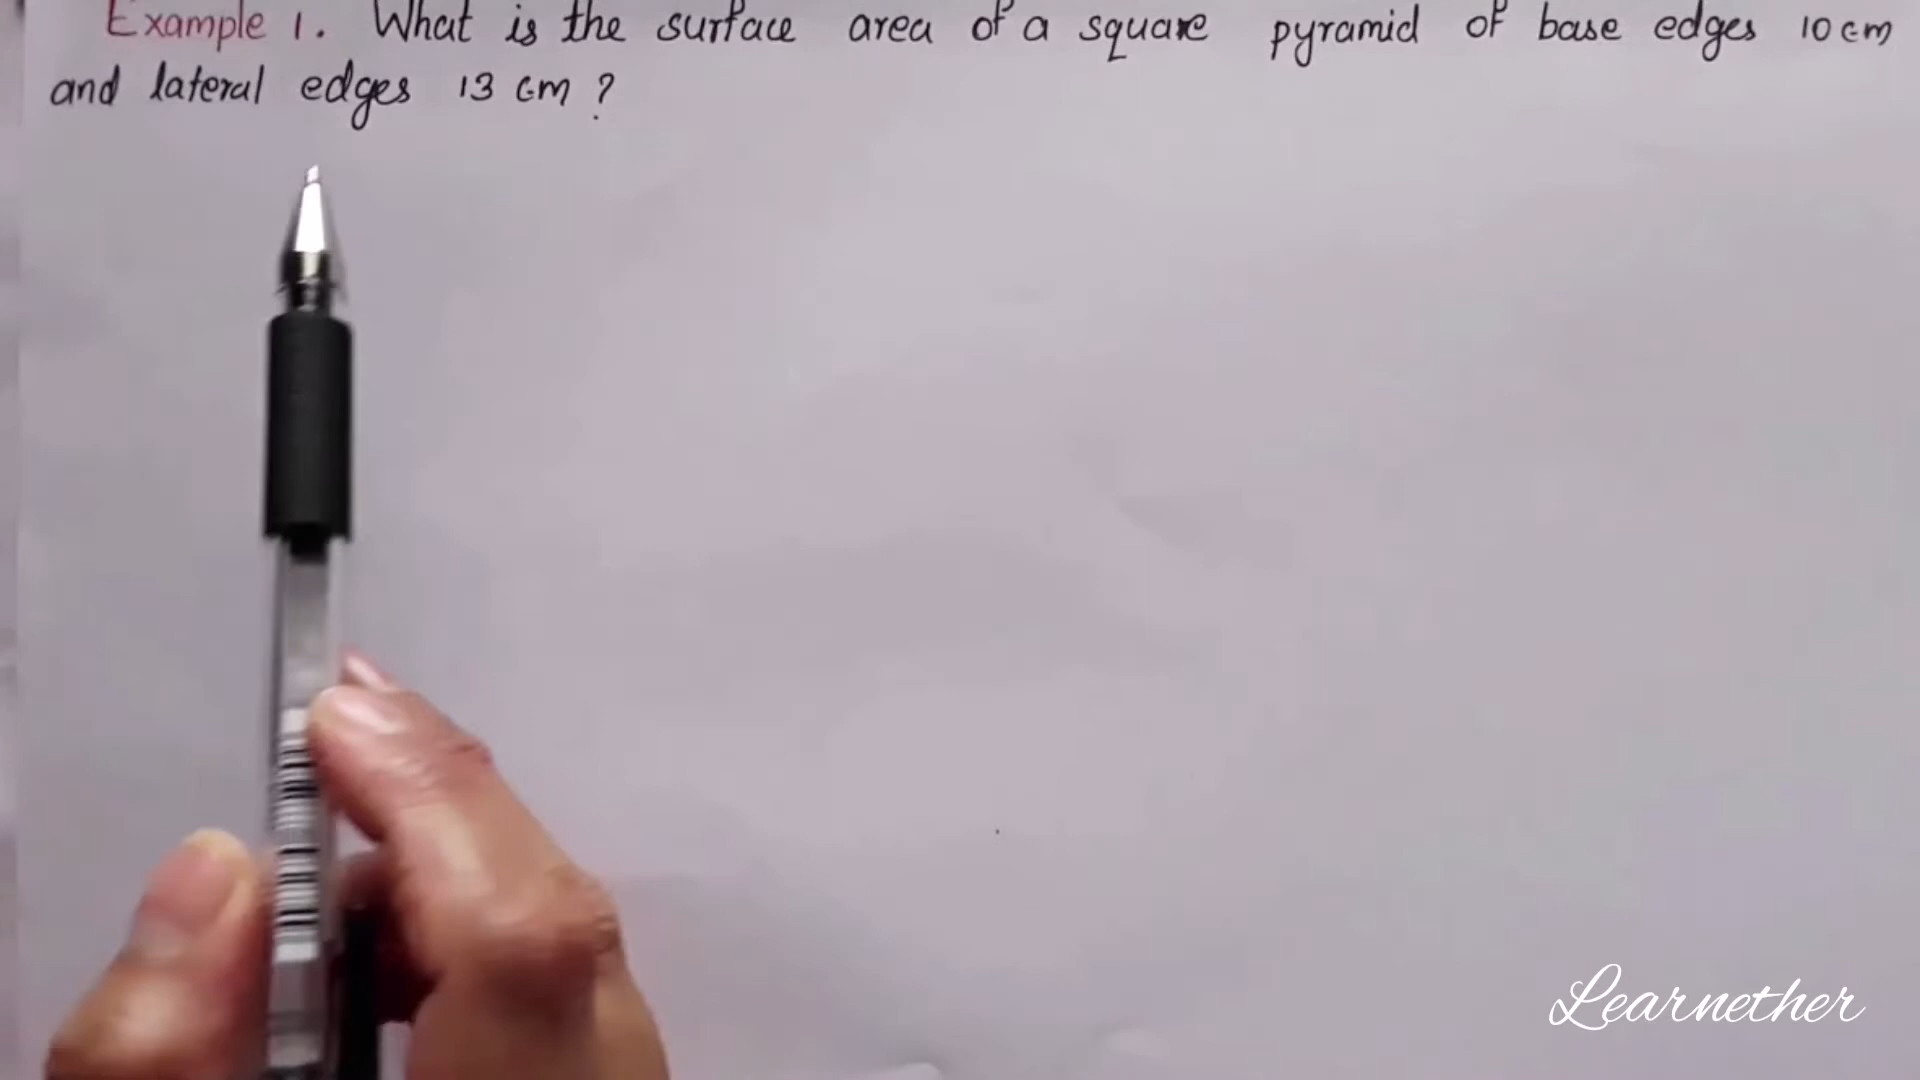 Example 1. What is the surface area of a square pyramid of base edges 10 cm
and lateral edges 13 cm ?
Learnether